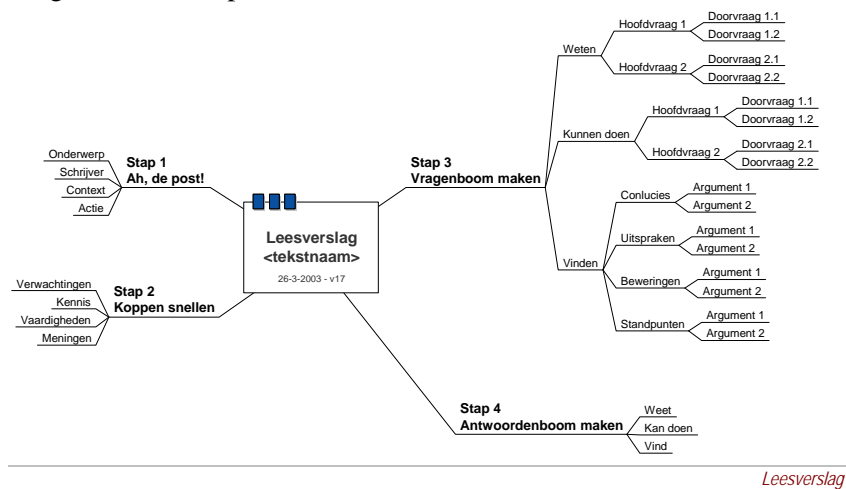 Leesverslag
<tekstnaam>
26-3-2003 - v17
Stap 1
Ah, de post!
Onderwerp
Schrijver
Context
Actie
Stap 2
Koppen snellen
Verwachtingen
Kennis
Vaardigheden
Meningen
Stap 3
Vragenboom maken
Weten
Hoofdvraag 1
Doorvraag 1.1
Doorvraag 1.2
Hoofdvraag 2
Doorvraag 2.1
Doorvraag 2.2
Kunnen doen
Hoofdvraag 1
Doorvraag 1.1
Doorvraag 1.2
Hoofdvraag 2
Doorvraag 2.1
Doorvraag 2.2
Vinden
Conlucies
Argument 1
Argument 2
Uitspraken
Argument 1
Argument 2
Beweringen
Argument 1
Argument 2
Standpunten
Argument 1
Argument 2
Stap 4
Antwoordenboom maken
Weet
Kan doen
Vind
Leesverslag